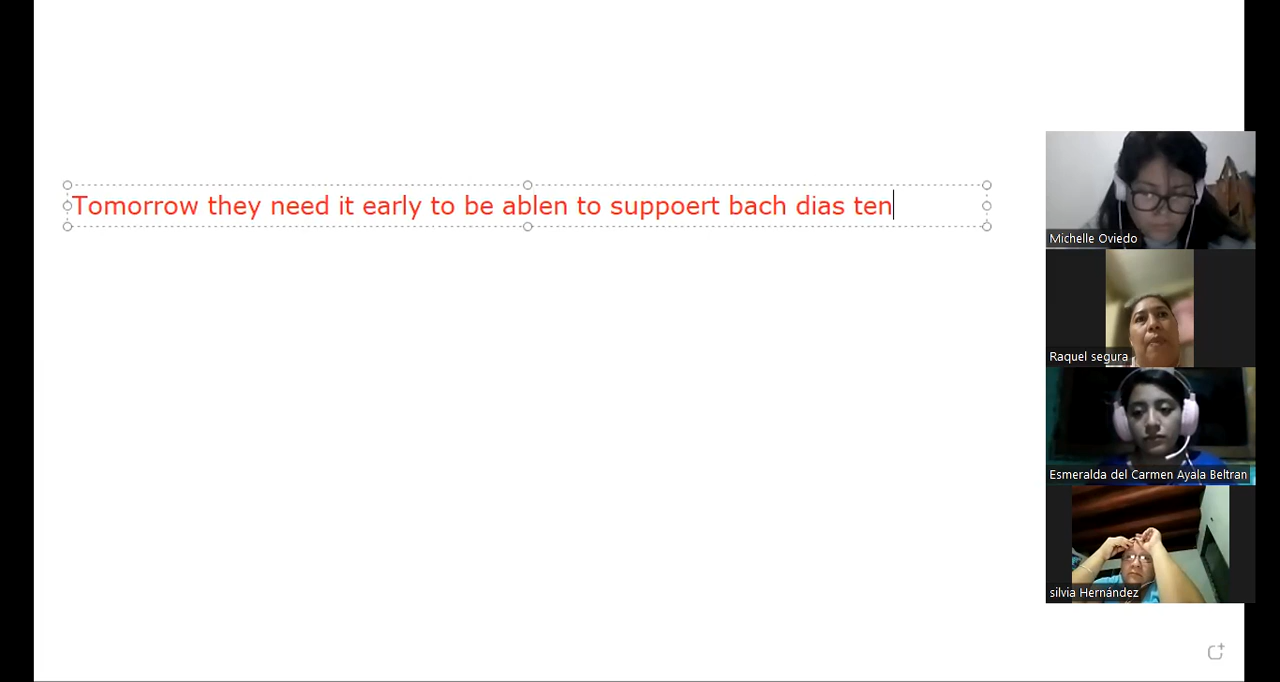 Tomorrow they need it early to be ablen to suppoert bach dias ten
Michelle Oviedo
Raquel segura
Esmeralda del Carmen Ayala Beltran
silvia Hernández